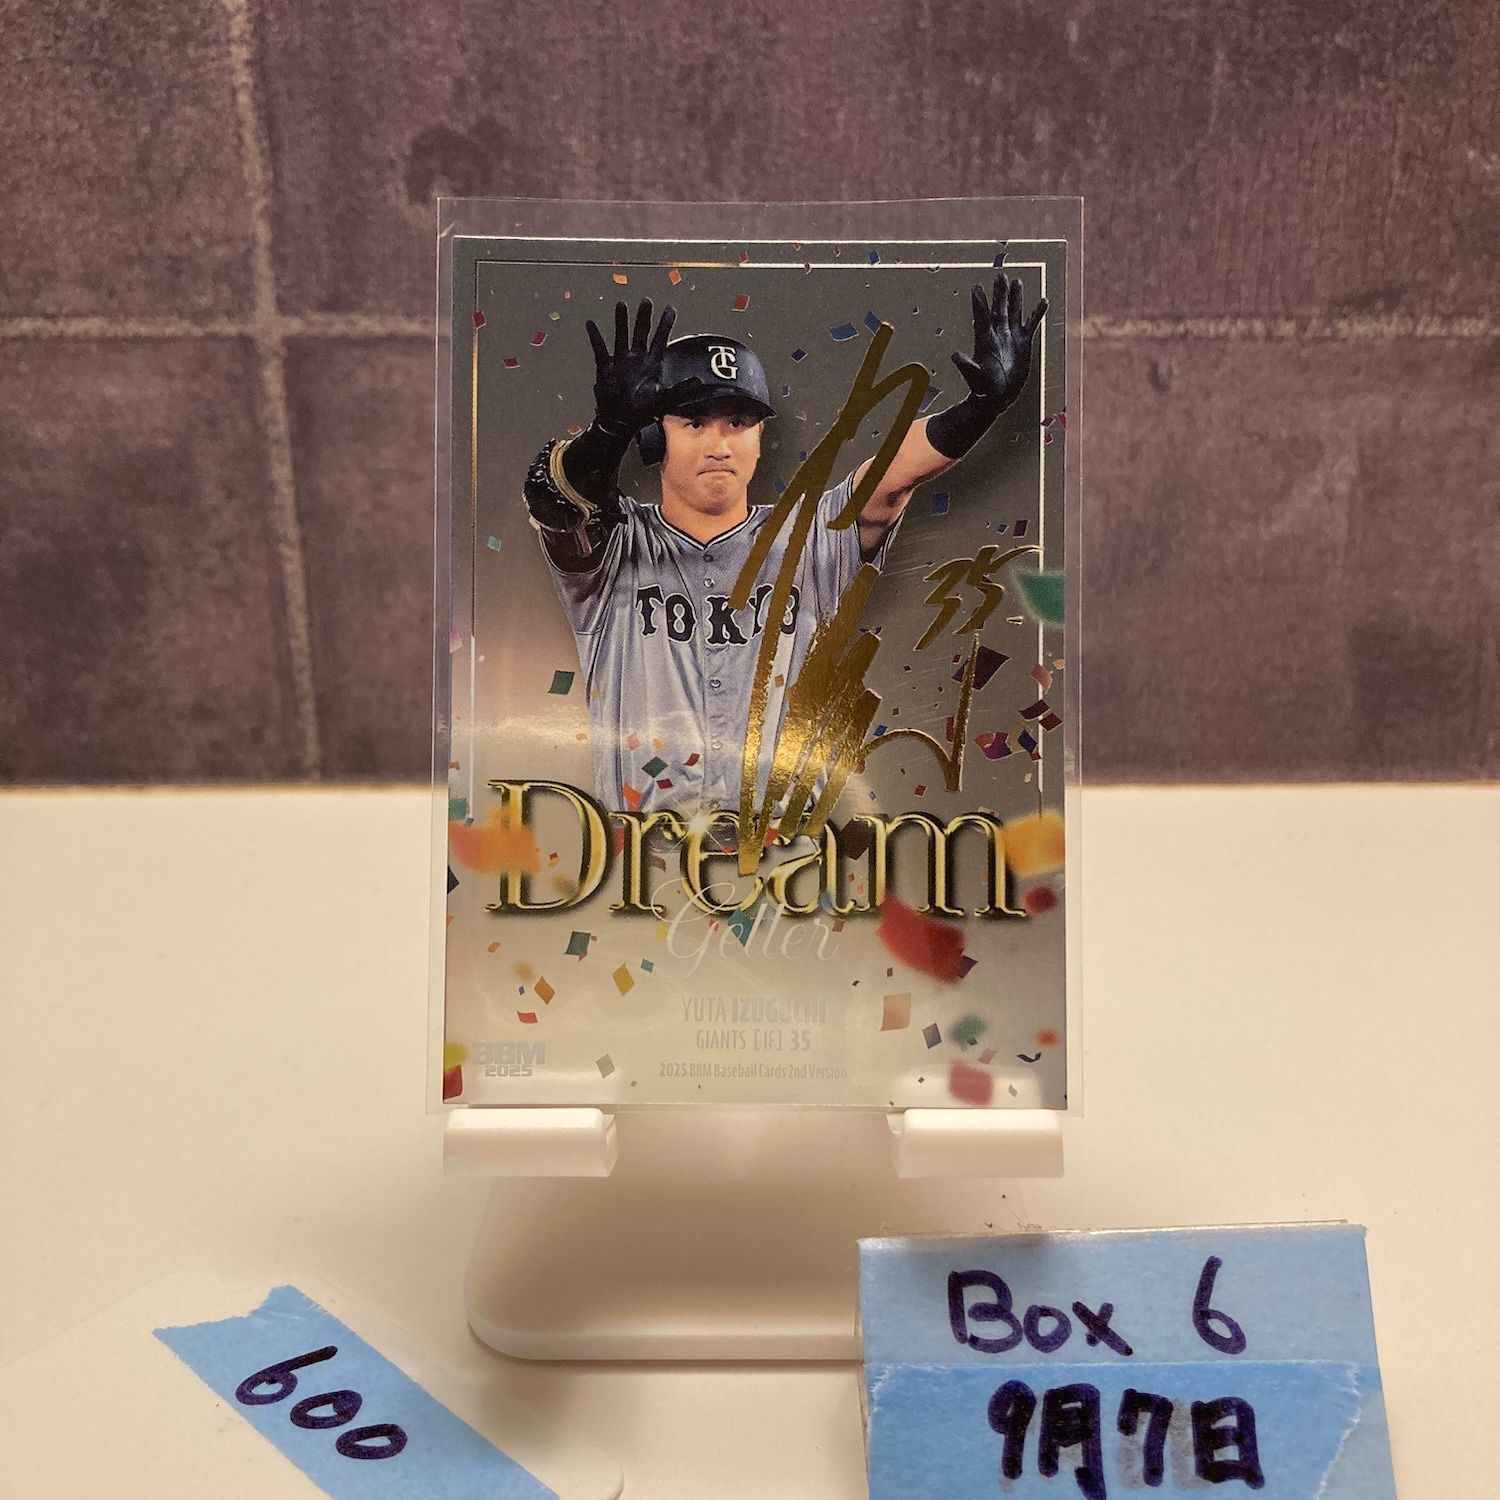 TG
TOKYO
35
Dream
Getter
YUTA IZUGUCHI
GIANTS [IF] 35
BBM
2025
2025 BBM Baseball Cards 2nd Version
Box 6
600
9月7日